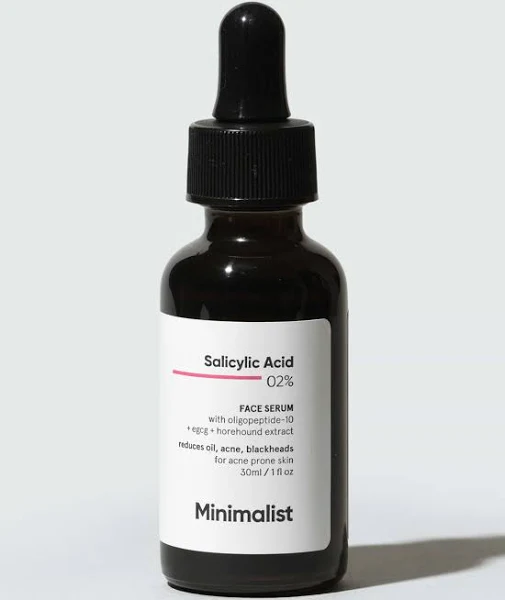 Salicylic Acid
02%
FACE SERUM
with oligopeptide-10
+ egcg + horehound extract
reduces oil, acne, blackheads
for acne prone skin
30ml / 1 fl oz
Minimalist